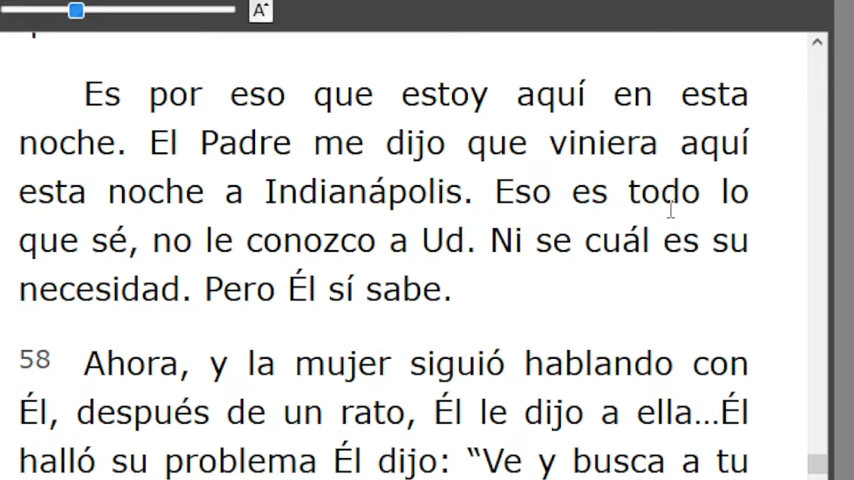 A
Es por eso que estoy aquí en esta
noche. El Padre me dijo que viniera aquí
esta noche a Indianápolis. Eso es todo lo
que sé, no le conozco a Ud. Ni se cuál es su
necesidad. Pero Él sí sabe.
58 Ahora, y la mujer siguió hablando con
Él, después de un rato, Él le dijo a ella...Él
halló su problema Él dijo: “Ve y busca a tu